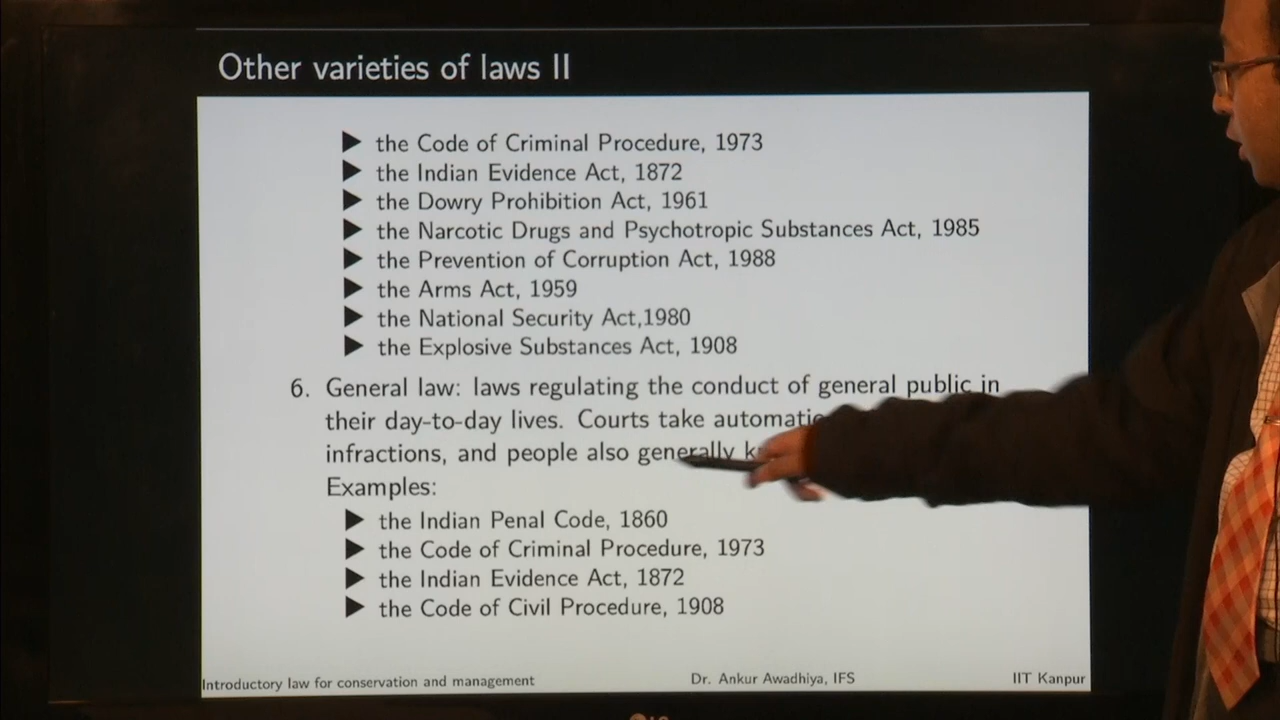 Other varieties of laws II
▶ the Code of Criminal Procedure, 1973
▶ the Indian Evidence Act, 1872
▶ the Dowry Prohibition Act, 1961
▶ the Narcotic Drugs and Psychotropic Substances Act, 1985
▶ the Prevention of Corruption Act, 1988
▶ the Arms Act, 1959
▶ the National Security Act,1980
▶ the Explosive Substances Act, 1908
6. General law: laws regulating the conduct of general public in
their day-to-day lives. Courts take
infractions, and people also generally
Examples:
▶ the Indian Penal Code, 1860
▶ the Code of Criminal Procedure, 1973
▶ the Indian Evidence Act, 1872
▶ the Code of Civil Procedure, 1908
Introductory law for conservation and management Dr. Ankur Awadhiya, IFS IIT Kanpur